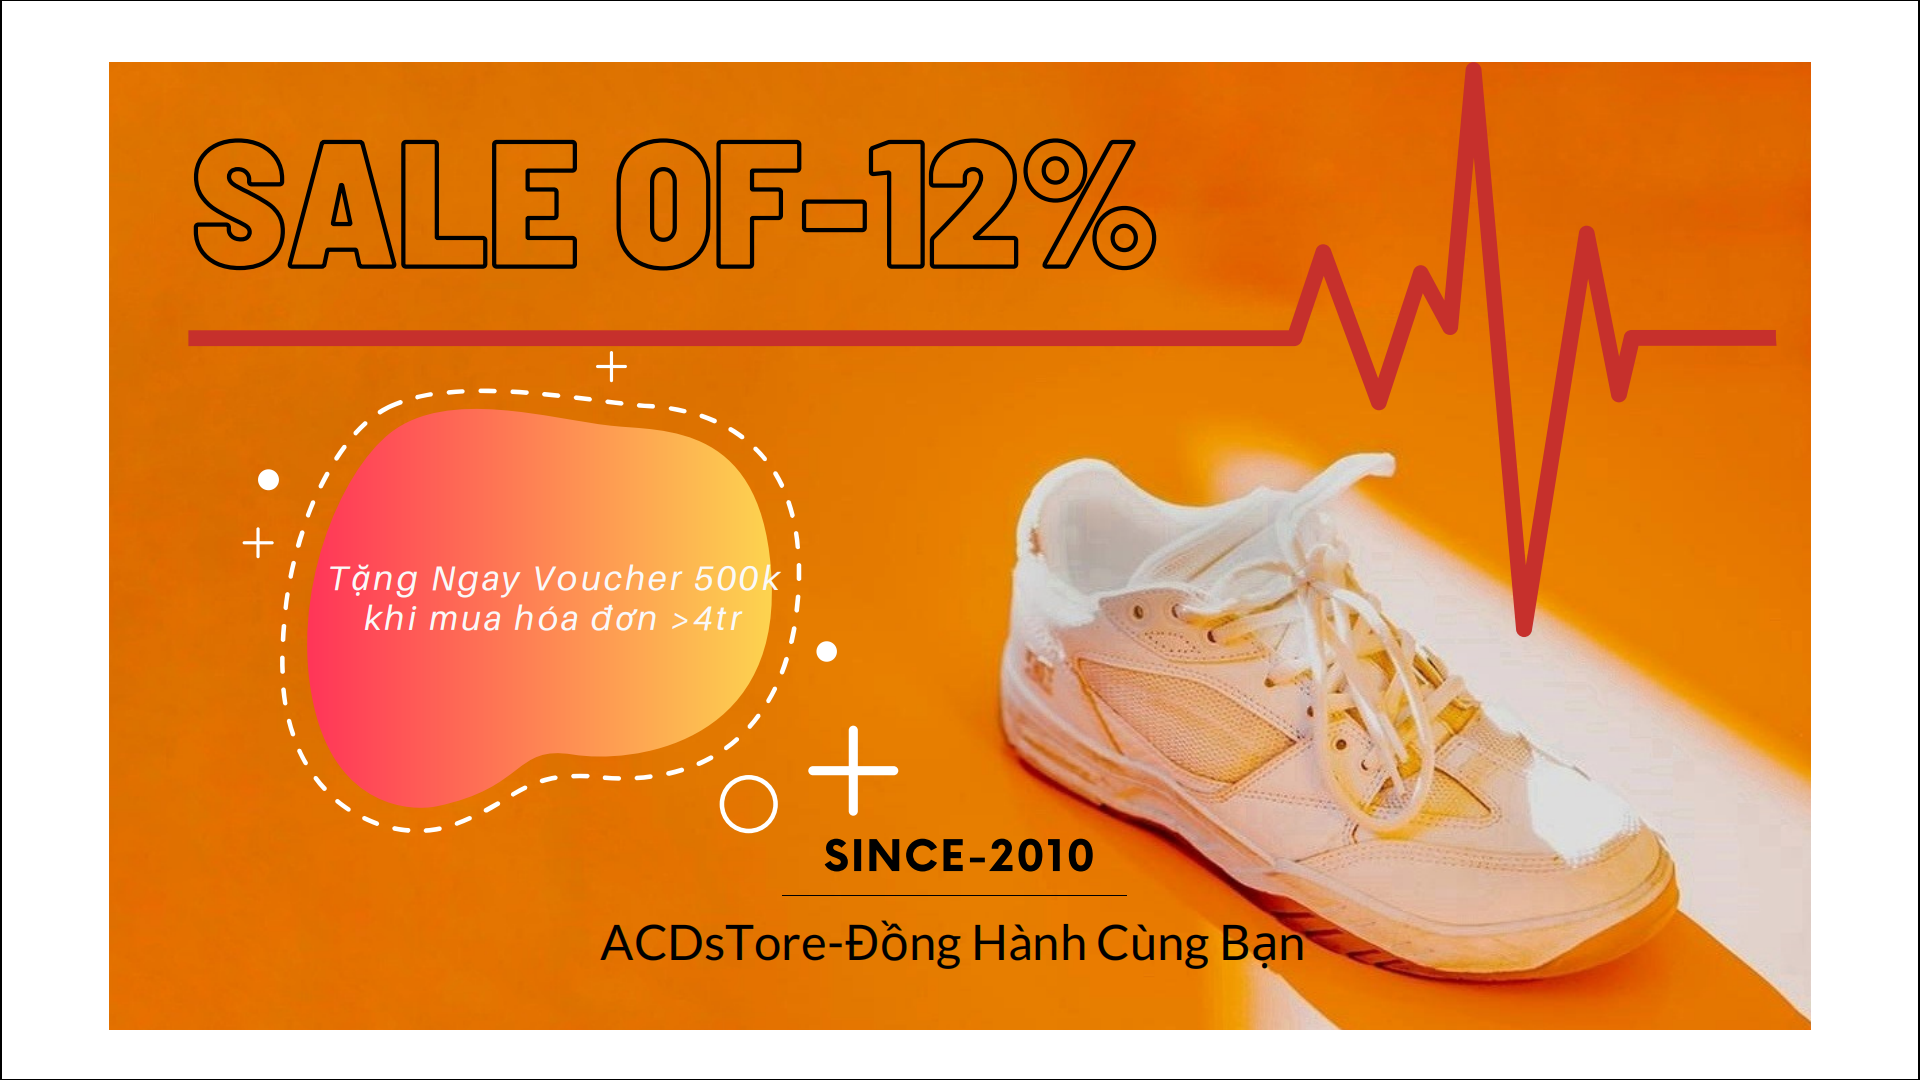 SALE OF-12%
Tặng Ngay Voucher 500k
khi mua hóa đơn >4tr
SINCE-2010
ACDsTore-Đồng Hành Cùng Bạn